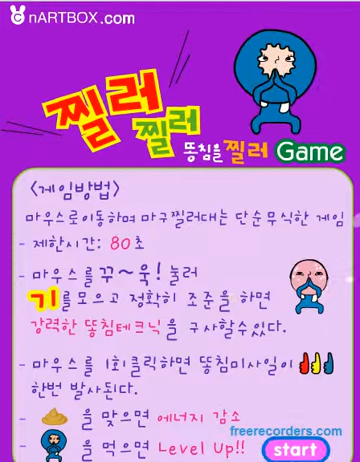 nARTBOX.com
찔러
찔러
똥침을 찔러 Game
〈게임방법〉
마우스로이동하며 마구찔러대는 단순무식한 게임
- 제한시간: 80초
- 마우스를 꾸~욱! 눌러
기를모으고 정확히 조준을 하면
강력한 똥침테크닉을 구사할수있다.
- 마우스를 1회클릭하면 똥침미사일이
한번 발사된다.
- 을 맞으면 에너지 감소
freerecorders.com
- 을 먹으면 Level Up!!
start